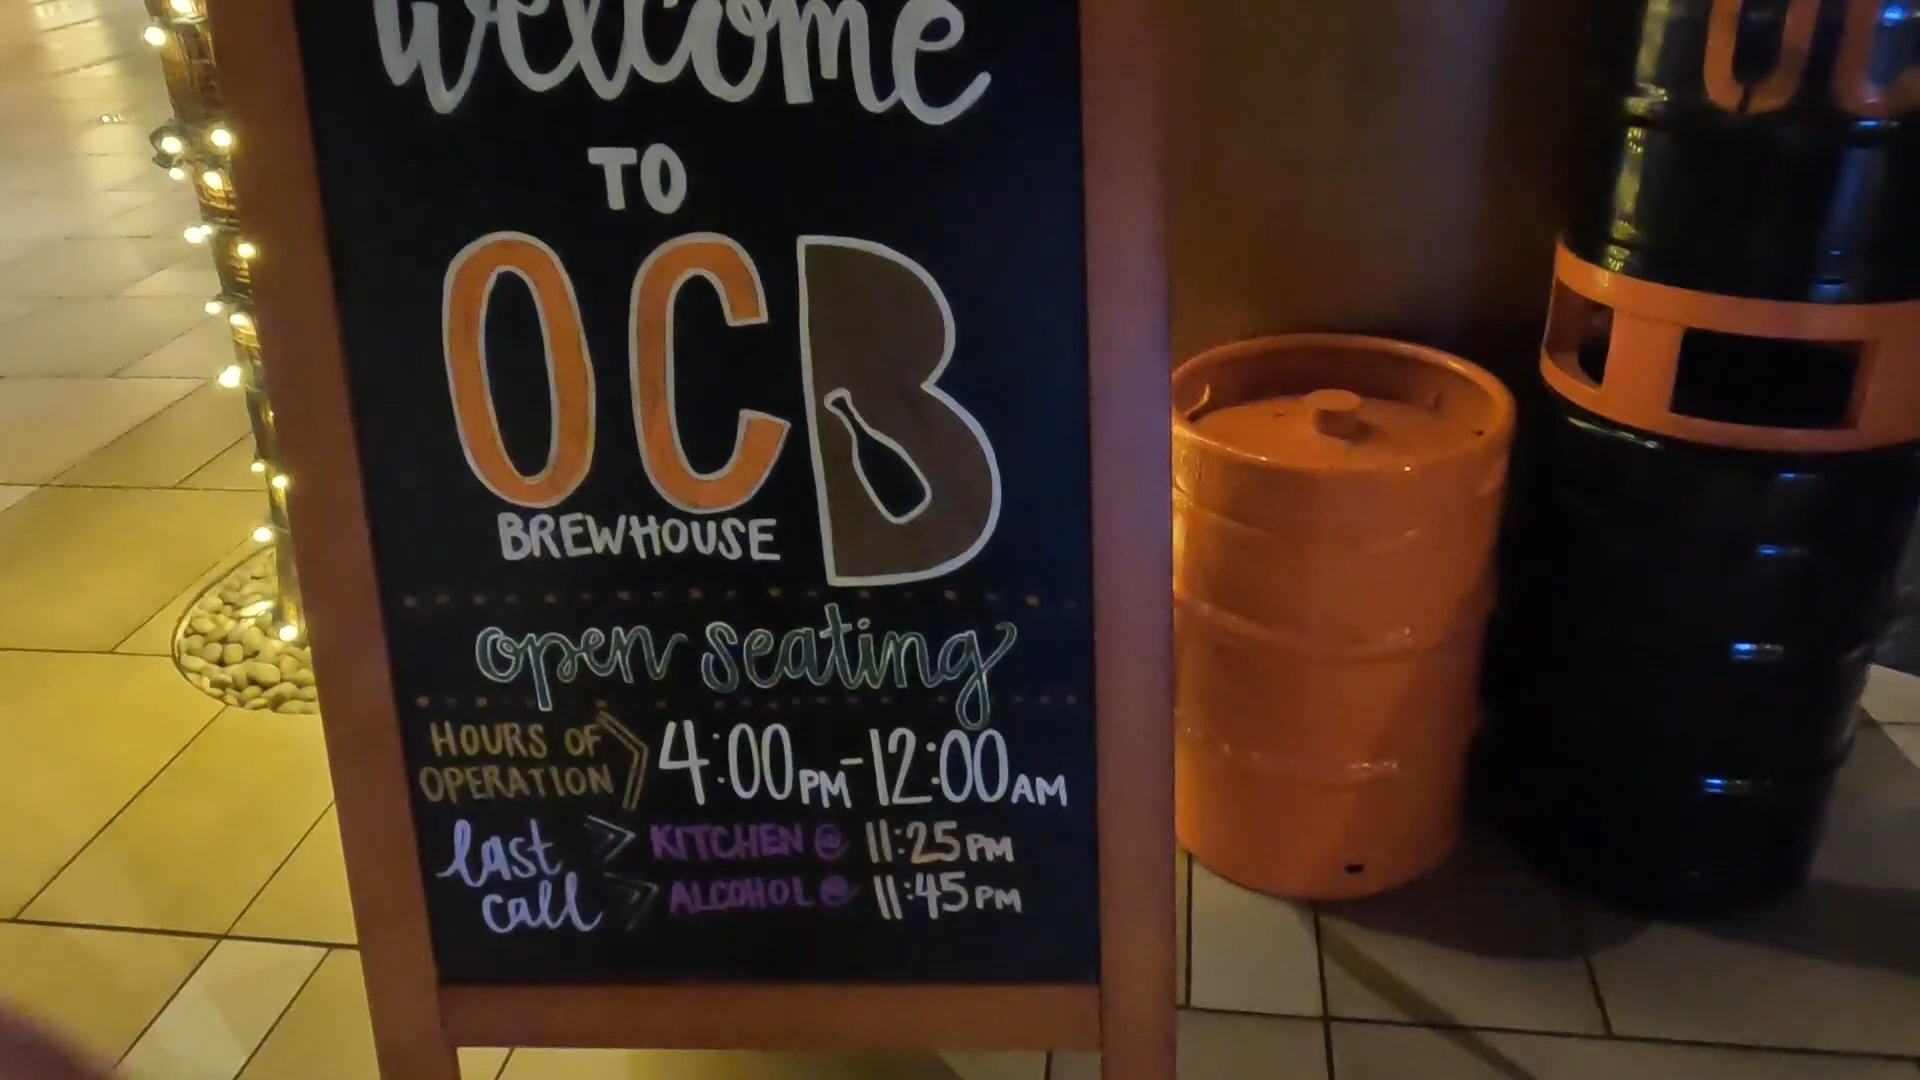 welcome
TO
OCB
BREWHOUSE
open seating
HOURS OF OPERATION 4:00PM-12:00AM
last call KITCHEN @ 11:25PM
ALCOHOL @ 11:45PM
OC